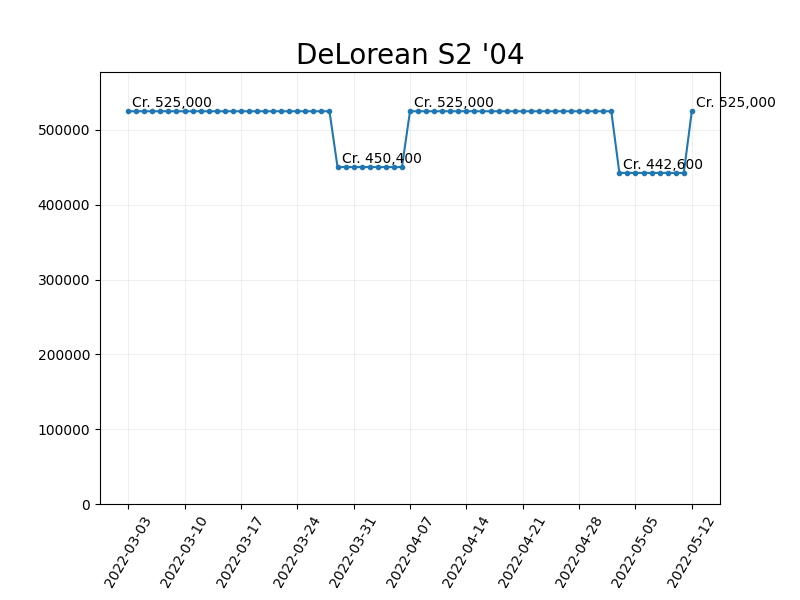 DeLorean S2 '04
Cr. 525,000
Cr. 525,000
Cr. 525,000
Cr. 450,400
Cr. 442,600
500000
400000
300000
200000
100000
0
2022-03-03
2022-03-10
2022-03-17
2022-03-24
2022-03-31
2022-04-07
2022-04-14
2022-04-21
2022-04-28
2022-05-05
2022-05-12